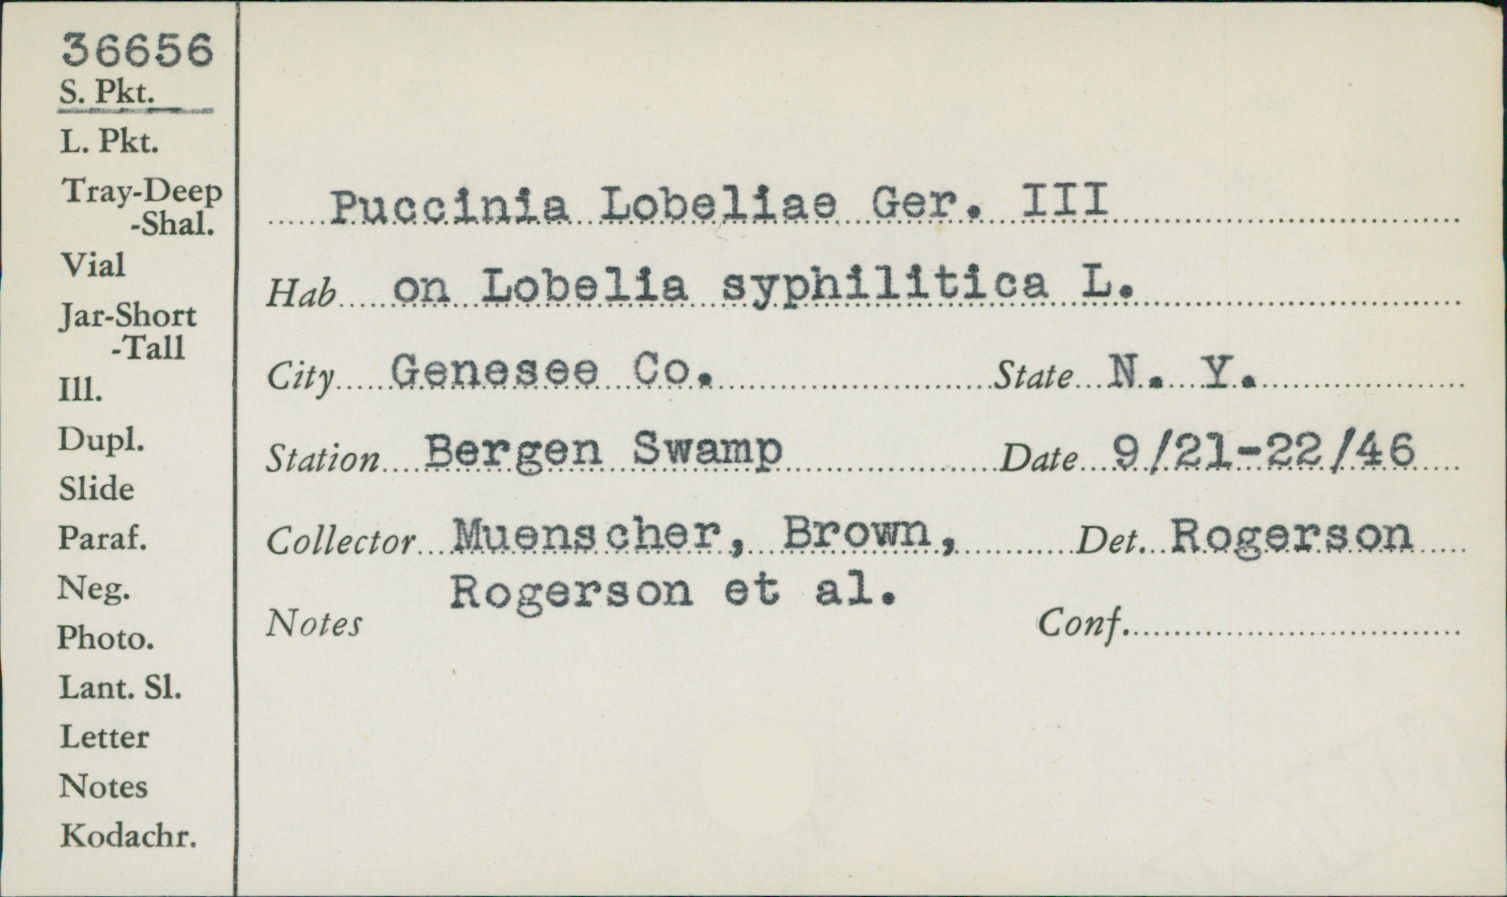 36656
S. Pkt.
L. Pkt.
Tray-Deep
-Shal.
Vial
Jar-Short
-Tall
Ill.
Dupl.
Slide
Paraf.
Neg.
Photo.
Lant. Sl.
Letter
Notes
Kodachr.
Puccinia Lobeliae Ger. III
Hab on Lobelia syphilitica L.
City Genesee Co. State N. Y.
Station Bergen Swamp Date 9/21-22/46
Collector Muenscher, Brown, Det. Rogerson
Rogerson et al.
Notes Conf.